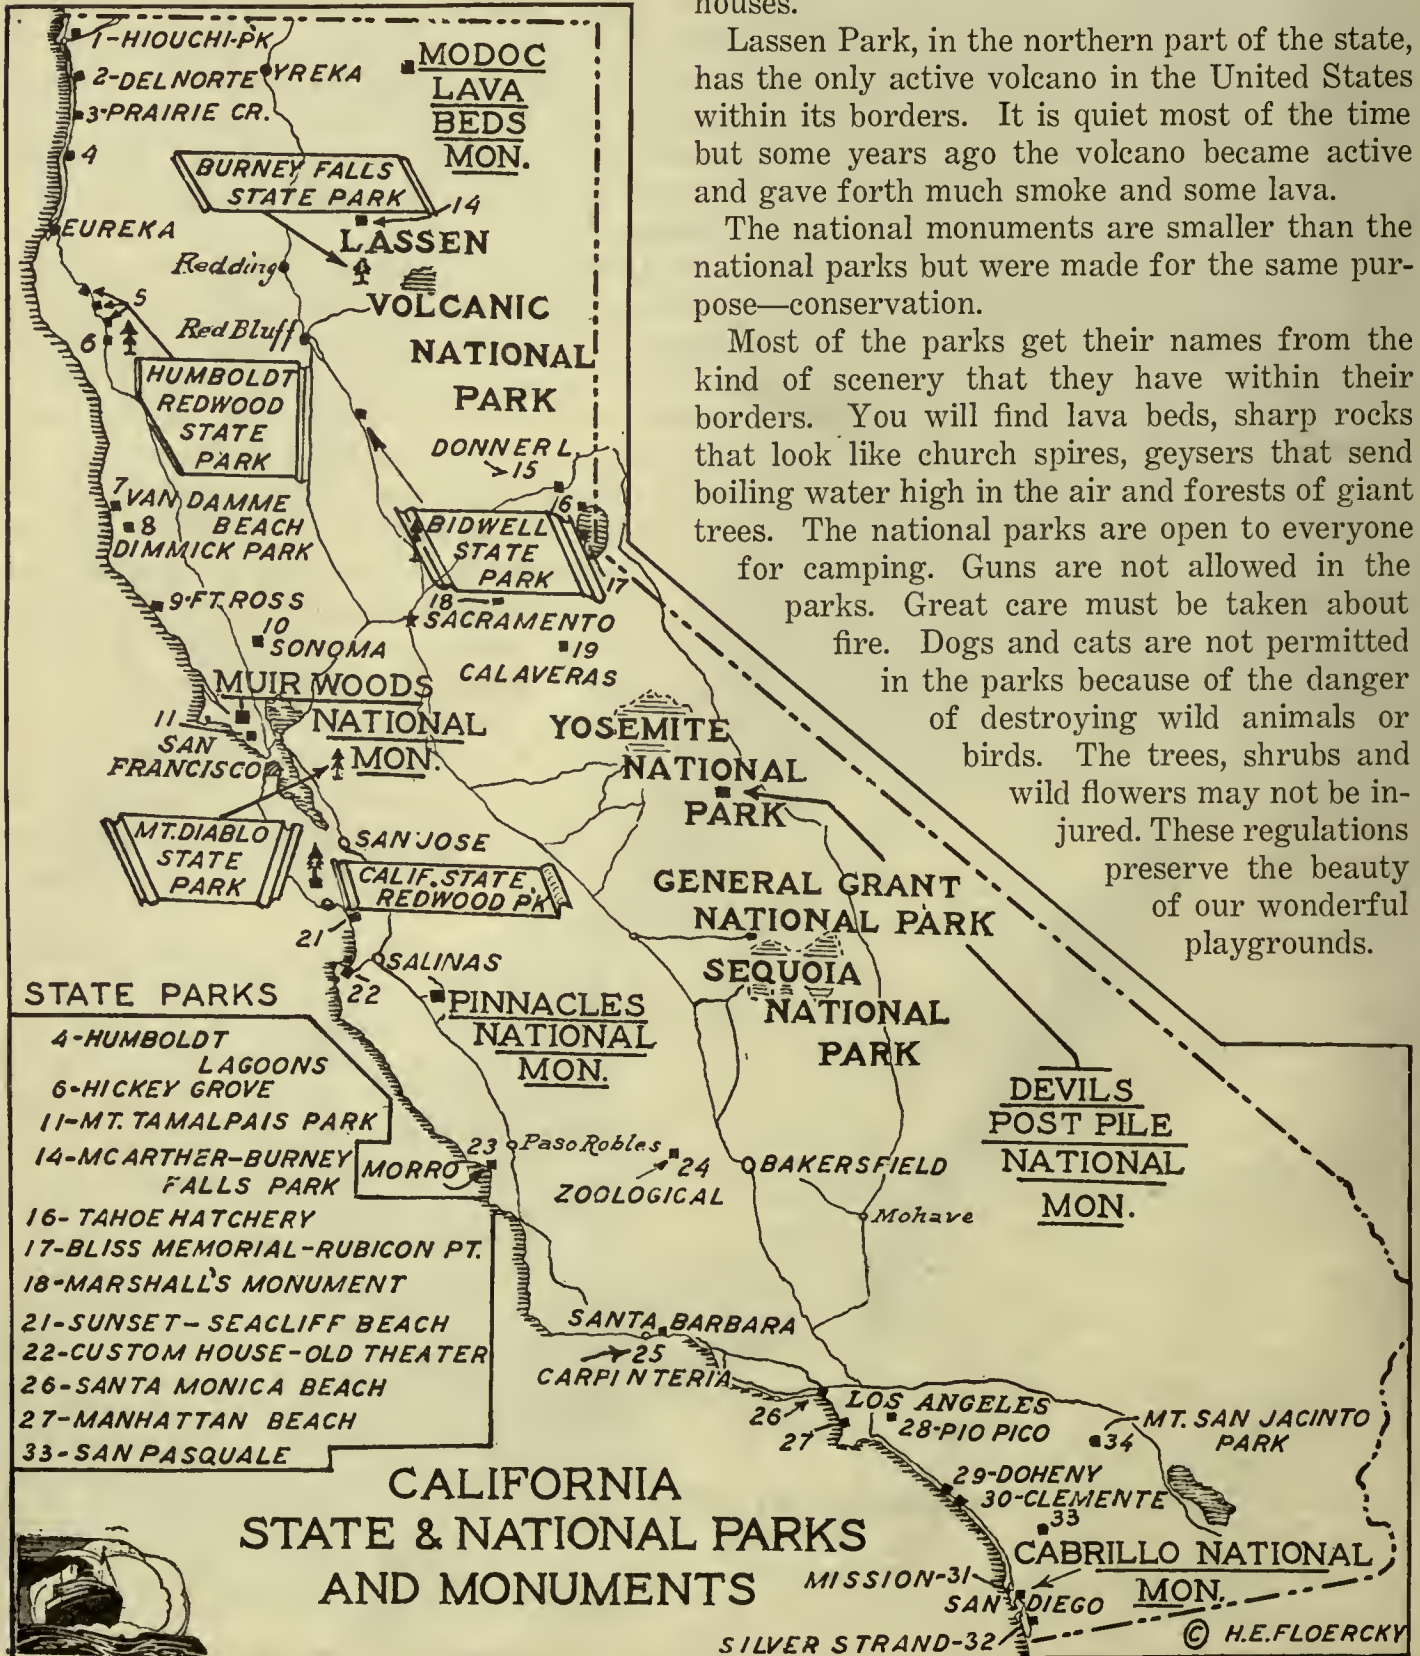 houses.
Lassen Park, in the northern part of the state,
has the only active volcano in the United States
within its borders. It is quiet most of the time
but some years ago the volcano became active
and gave forth much smoke and some lava.
The national monuments are smaller than the
national parks but were made for the same pur-
pose—conservation.
Most of the parks get their names from the
kind of scenery that they have within their
borders. You will find lava beds, sharp rocks
that look like church spires, geysers that send
boiling water high in the air and forests of giant
trees. The national parks are open to everyone
for camping. Guns are not allowed in the
parks. Great care must be taken about
fire. Dogs and cats are not permitted
in the parks because of the danger
of destroying wild animals or
birds. The trees, shrubs and
wild flowers may not be in-
jured. These regulations
preserve the beauty
of our wonderful
playgrounds.
1-HIOUCHI-PK
2-DEL NORTE
YREKA
3-PRAIRIE CR.
4
MODOC
LAVA
BEDS
MON.
BURNEY FALLS
STATE PARK
14
EUREKA
LASSEN
VOLCANIC
NATIONAL
PARK
Redding
5
6
Red Bluff
HUMBOLDT
REDWOOD
STATE
PARK
DONNER L.
15
6
7
VAN DAMME
BEACH
8
DIMMICK PARK
BIDWELL
STATE
PARK
17
9-FT. ROSS
18
SACRAMENTO
10
SONOMA
19
CALAVERAS
MUIR WOODS
NATIONAL
MON.
11
SAN
FRANCISCO
YOSEMITE
NATIONAL
PARK
MT. DIABLO
STATE
PARK
SAN JOSE
CALIF. STATE
REDWOOD PK
GENERAL GRANT
NATIONAL PARK
21
SALINAS
22
SEQUOIA
NATIONAL
PARK
PINNACLES
NATIONAL
MON.
DEVILS
POST PILE
NATIONAL
MON.
23
Paso Robles
MORRO
24
ZOOLOGICAL
BAKERSFIELD
Mohave
SANTA BARBARA
25
CARPINTERIA
26
LOS ANGELES
27
28-PIO PICO
34
MT. SAN JACINTO
PARK
29-DOHENY
30-CLEMENTE
33
CABRILLO NATIONAL
MON.
MISSION-31
SAN DIEGO
SILVER STRAND-32
© H.E.FLOERCKY
STATE PARKS
4-HUMBOLDT
LAGOONS
6-HICKEY GROVE
11-MT. TAMALPAIS PARK
14-MCARTHER-BURNEY
FALLS PARK
16-TAHOE HATCHERY
17-BLISS MEMORIAL-RUBICON PT.
18-MARSHALL'S MONUMENT
21-SUNSET-SEACLIFF BEACH
22-CUSTOM HOUSE-OLD THEATER
26-SANTA MONICA BEACH
27-MANHATTAN BEACH
33-SAN PASQUALE
CALIFORNIA
STATE & NATIONAL PARKS
AND MONUMENTS